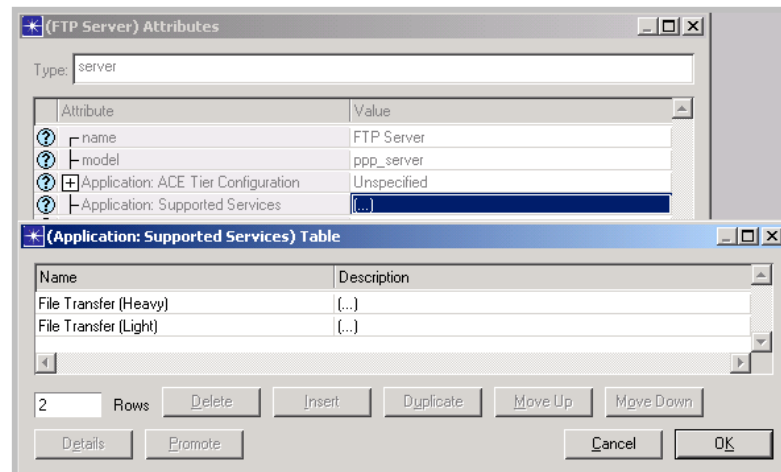 (FTP Server) Attributes
Type: server
Attribute Value
name FTP Server
model ppp_server
Application: ACE Tier Configuration Unspecified
Application: Supported Services (...)
(Application: Supported Services) Table
Name Description
File Transfer (Heavy) (...)
File Transfer (Light) (...)
2 Rows Delete Insert Duplicate Move Up Move Down
Details Promote Cancel OK